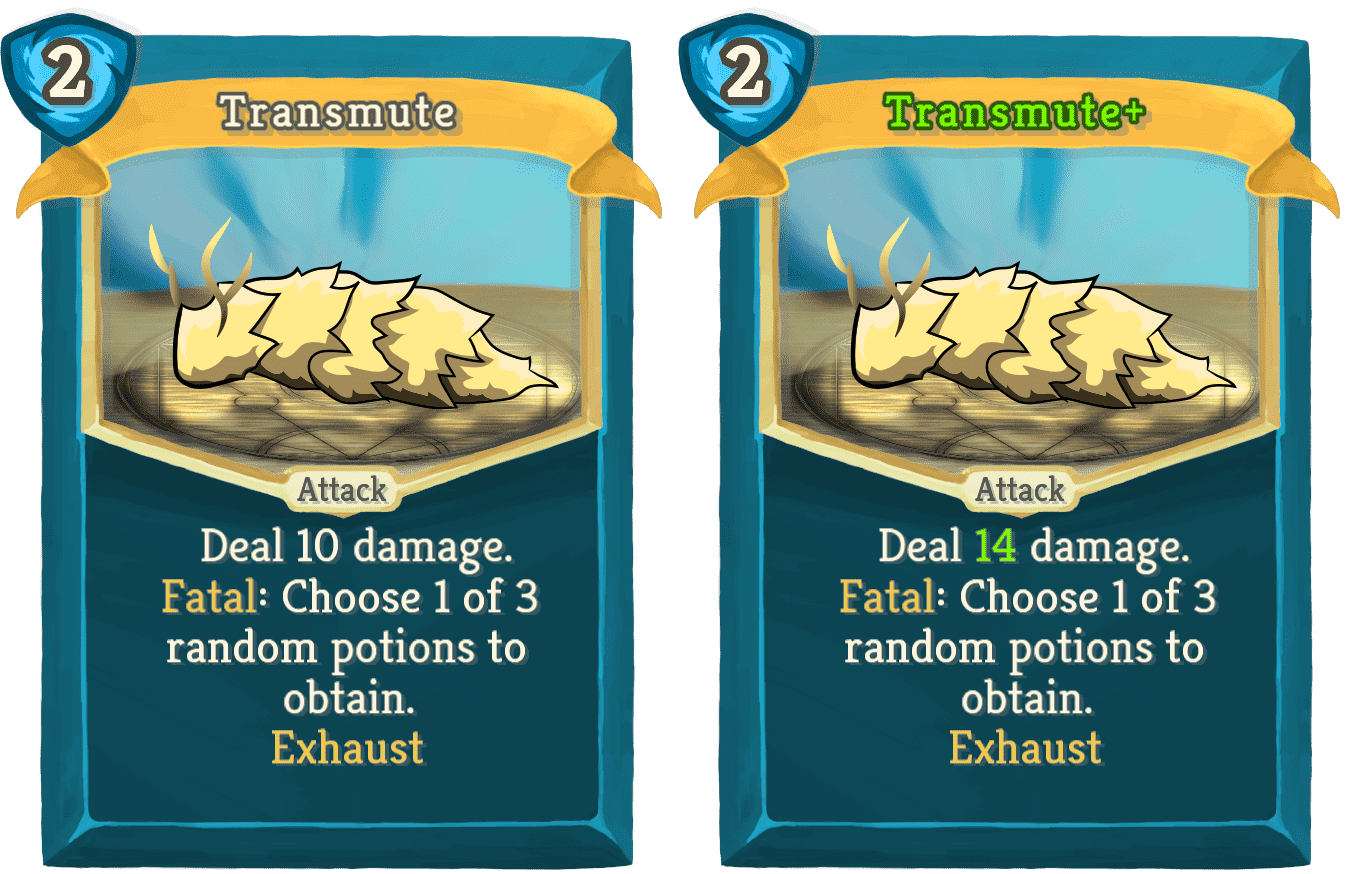 2
Transmute
Attack
Deal 10 damage.
Fatal: Choose 1 of 3
random potions to
obtain.
Exhaust
2
Transmute+
Attack
Deal 14 damage.
Fatal: Choose 1 of 3
random potions to
obtain.
Exhaust